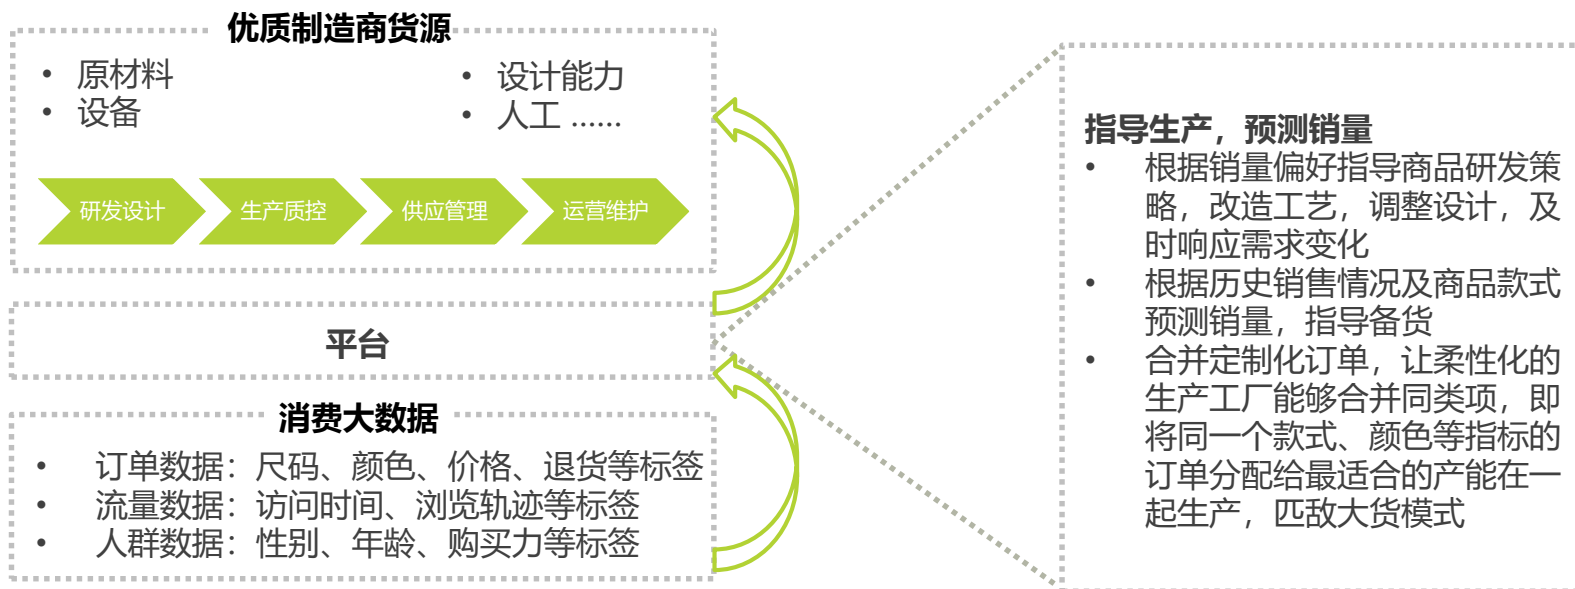 优质制造商货源
• 原材料
• 设备
• 设计能力
• 人工 ......
研发设计
生产质控
供应管理
运营维护
平台
消费大数据
• 订单数据：尺码、颜色、价格、退货等标签
• 流量数据：访问时间、浏览轨迹等标签
• 人群数据：性别、年龄、购买力等标签
指导生产，预测销量
• 根据销量偏好指导商品研发策
略，改造工艺，调整设计，及
时响应需求变化
• 根据历史销售情况及商品款式
预测销量，指导备货
• 合并定制化订单，让柔性化的
生产工厂能够合并同类项，即
将同一个款式、颜色等指标的
订单分配给最适合的产能在一
起生产，匹敌大货模式